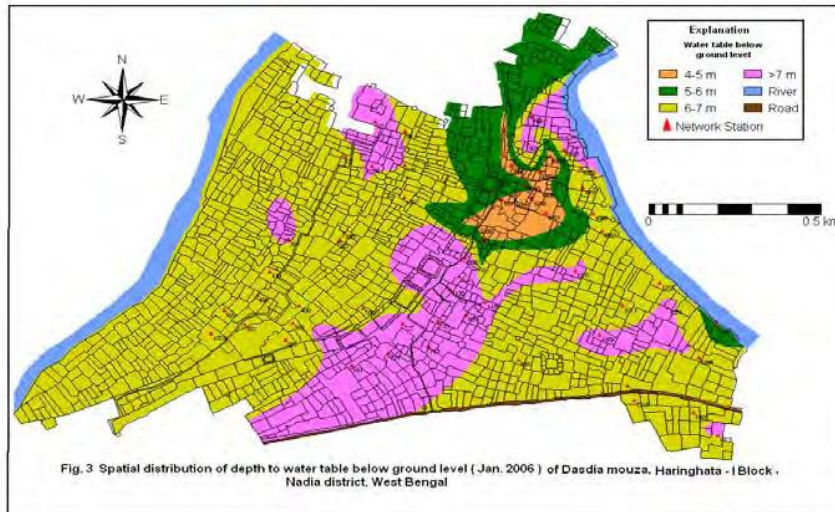 N
W E
S
Explanation
Water table below
ground level
4-5 m >7 m
5-6 m River
6-7 m Road
Network Station
0 0 5 km
Fig. 3 Spatial distribution of depth to water table below ground level ( Jan. 2006 ) of Dasdia mouza, Haringhata - I Block ,
Nadia district, West Bengal